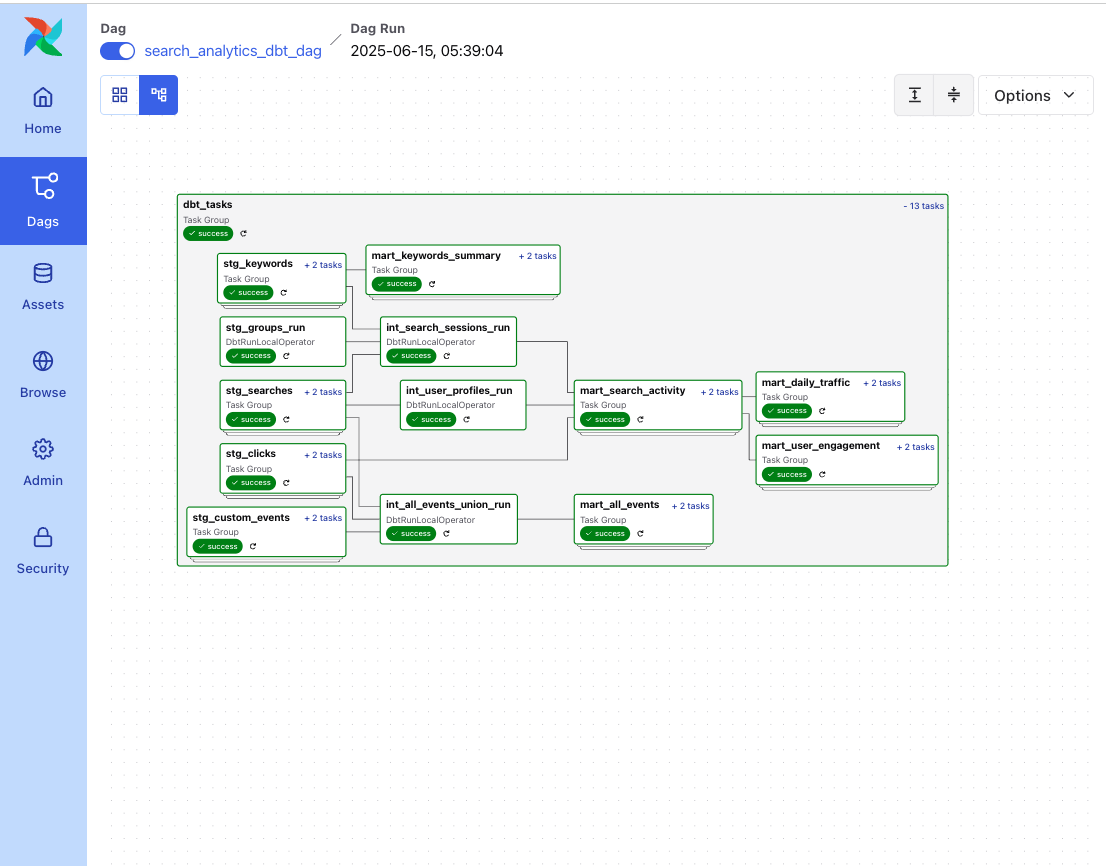 Dag
search_analytics_dbt_dag
Dag Run
2025-06-15, 05:39:04
Options
Home
Dags
Assets
Browse
Admin
Security
dbt_tasks
- 13 tasks
Task Group
success
stg_keywords
+ 2 tasks
Task Group
success
mart_keywords_summary
+ 2 tasks
Task Group
success
stg_groups_run
DbtRunLocalOperator
success
int_search_sessions_run
DbtRunLocalOperator
success
stg_searches
+ 2 tasks
Task Group
success
int_user_profiles_run
DbtRunLocalOperator
success
mart_search_activity
+ 2 tasks
Task Group
success
mart_daily_traffic
+ 2 tasks
Task Group
success
stg_clicks
+ 2 tasks
Task Group
success
mart_user_engagement
+ 2 tasks
Task Group
success
stg_custom_events
+ 2 tasks
Task Group
success
int_all_events_union_run
DbtRunLocalOperator
success
mart_all_events
+ 2 tasks
Task Group
success